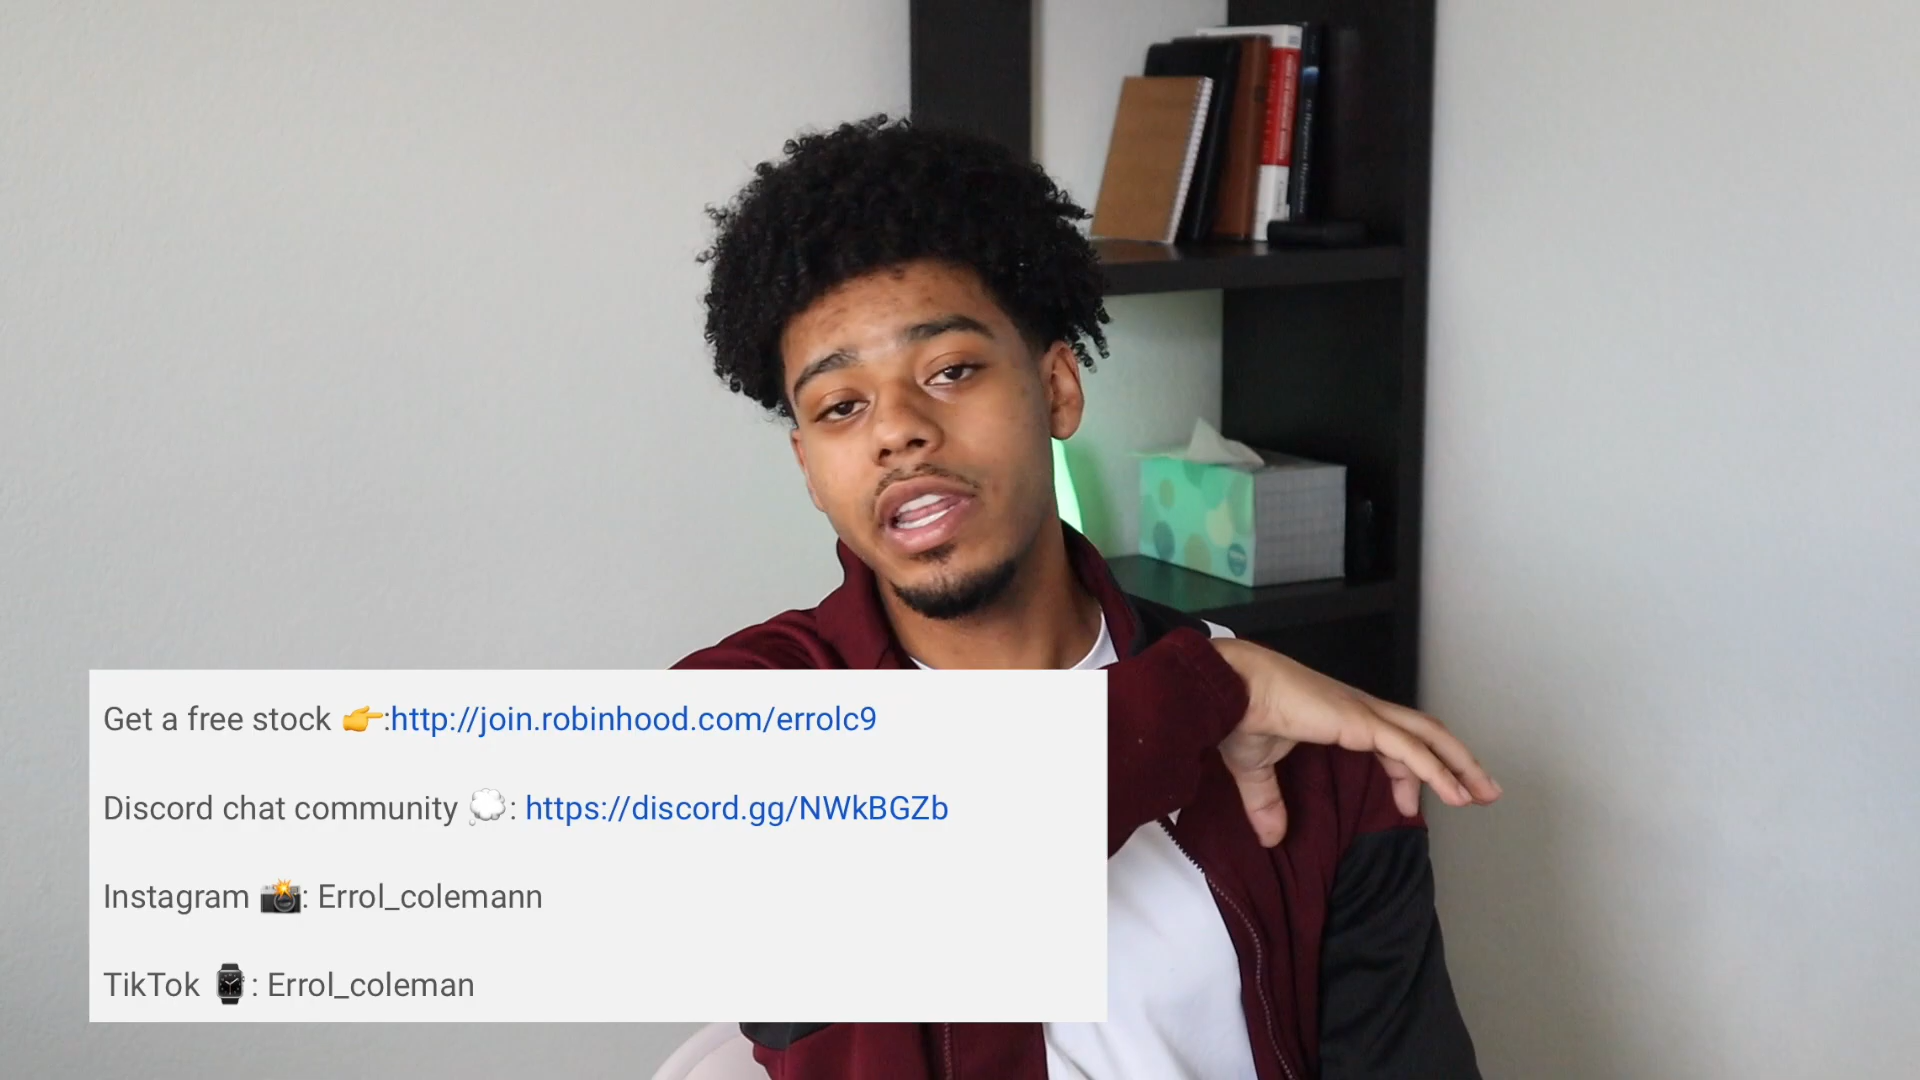 Get a free stock 👉:http://join.robinhood.com/errolc9
Discord chat community 💭: https://discord.gg/NWkBGZb
Instagram 📸: Errol_colemann
TikTok ⌚: Errol_coleman